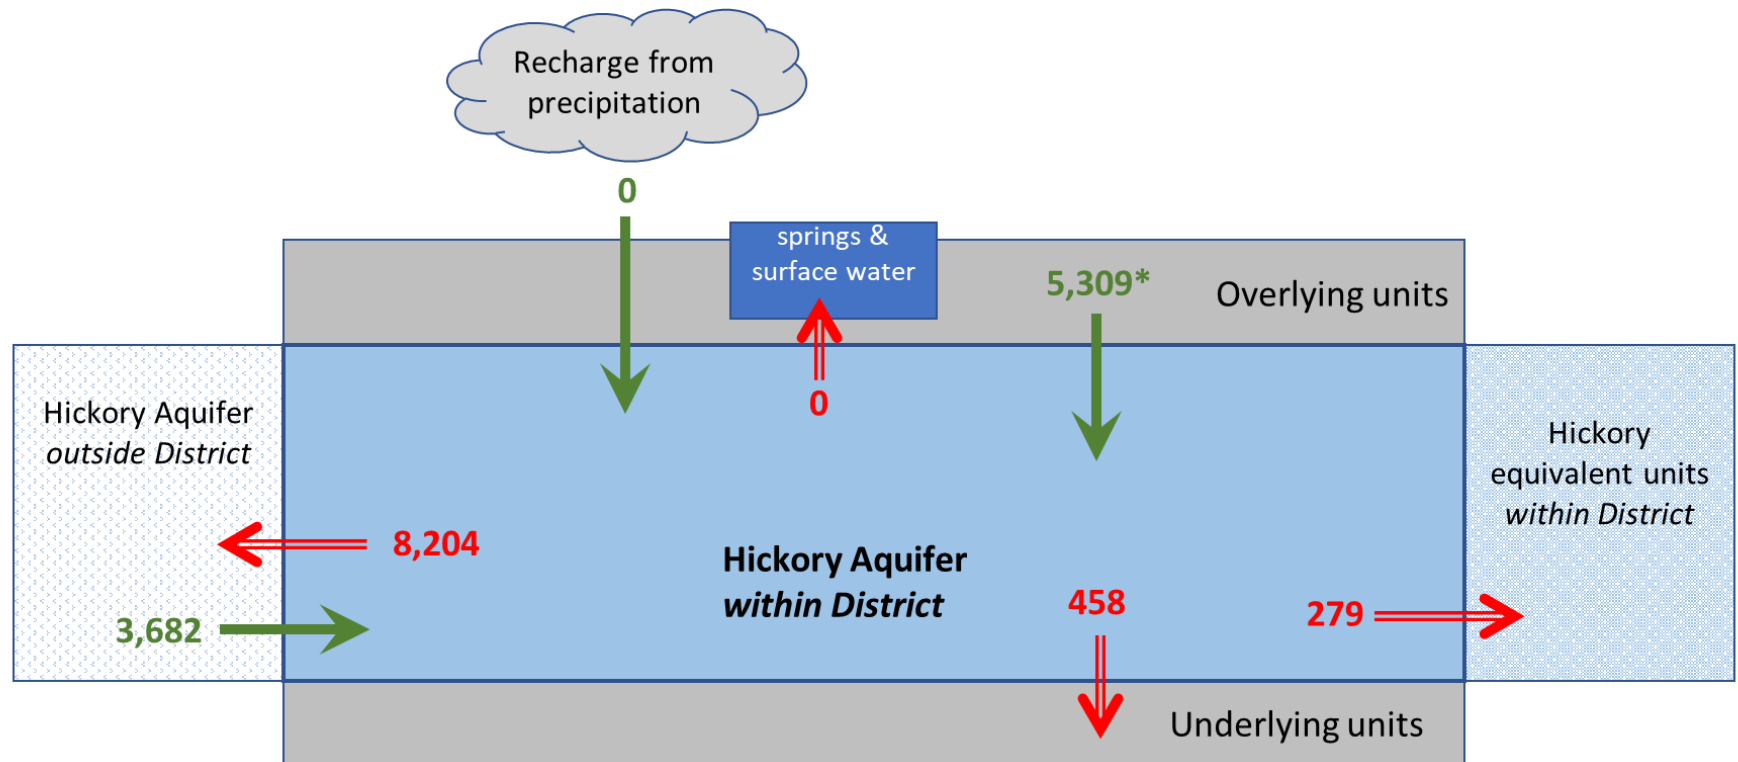 Recharge from
precipitation
0
springs &
surface water
5,309*
Overlying units
0
Hickory Aquifer
outside District
Hickory
equivalent units
within District
8,204
Hickory Aquifer
within District
458
279
3,682
Underlying units